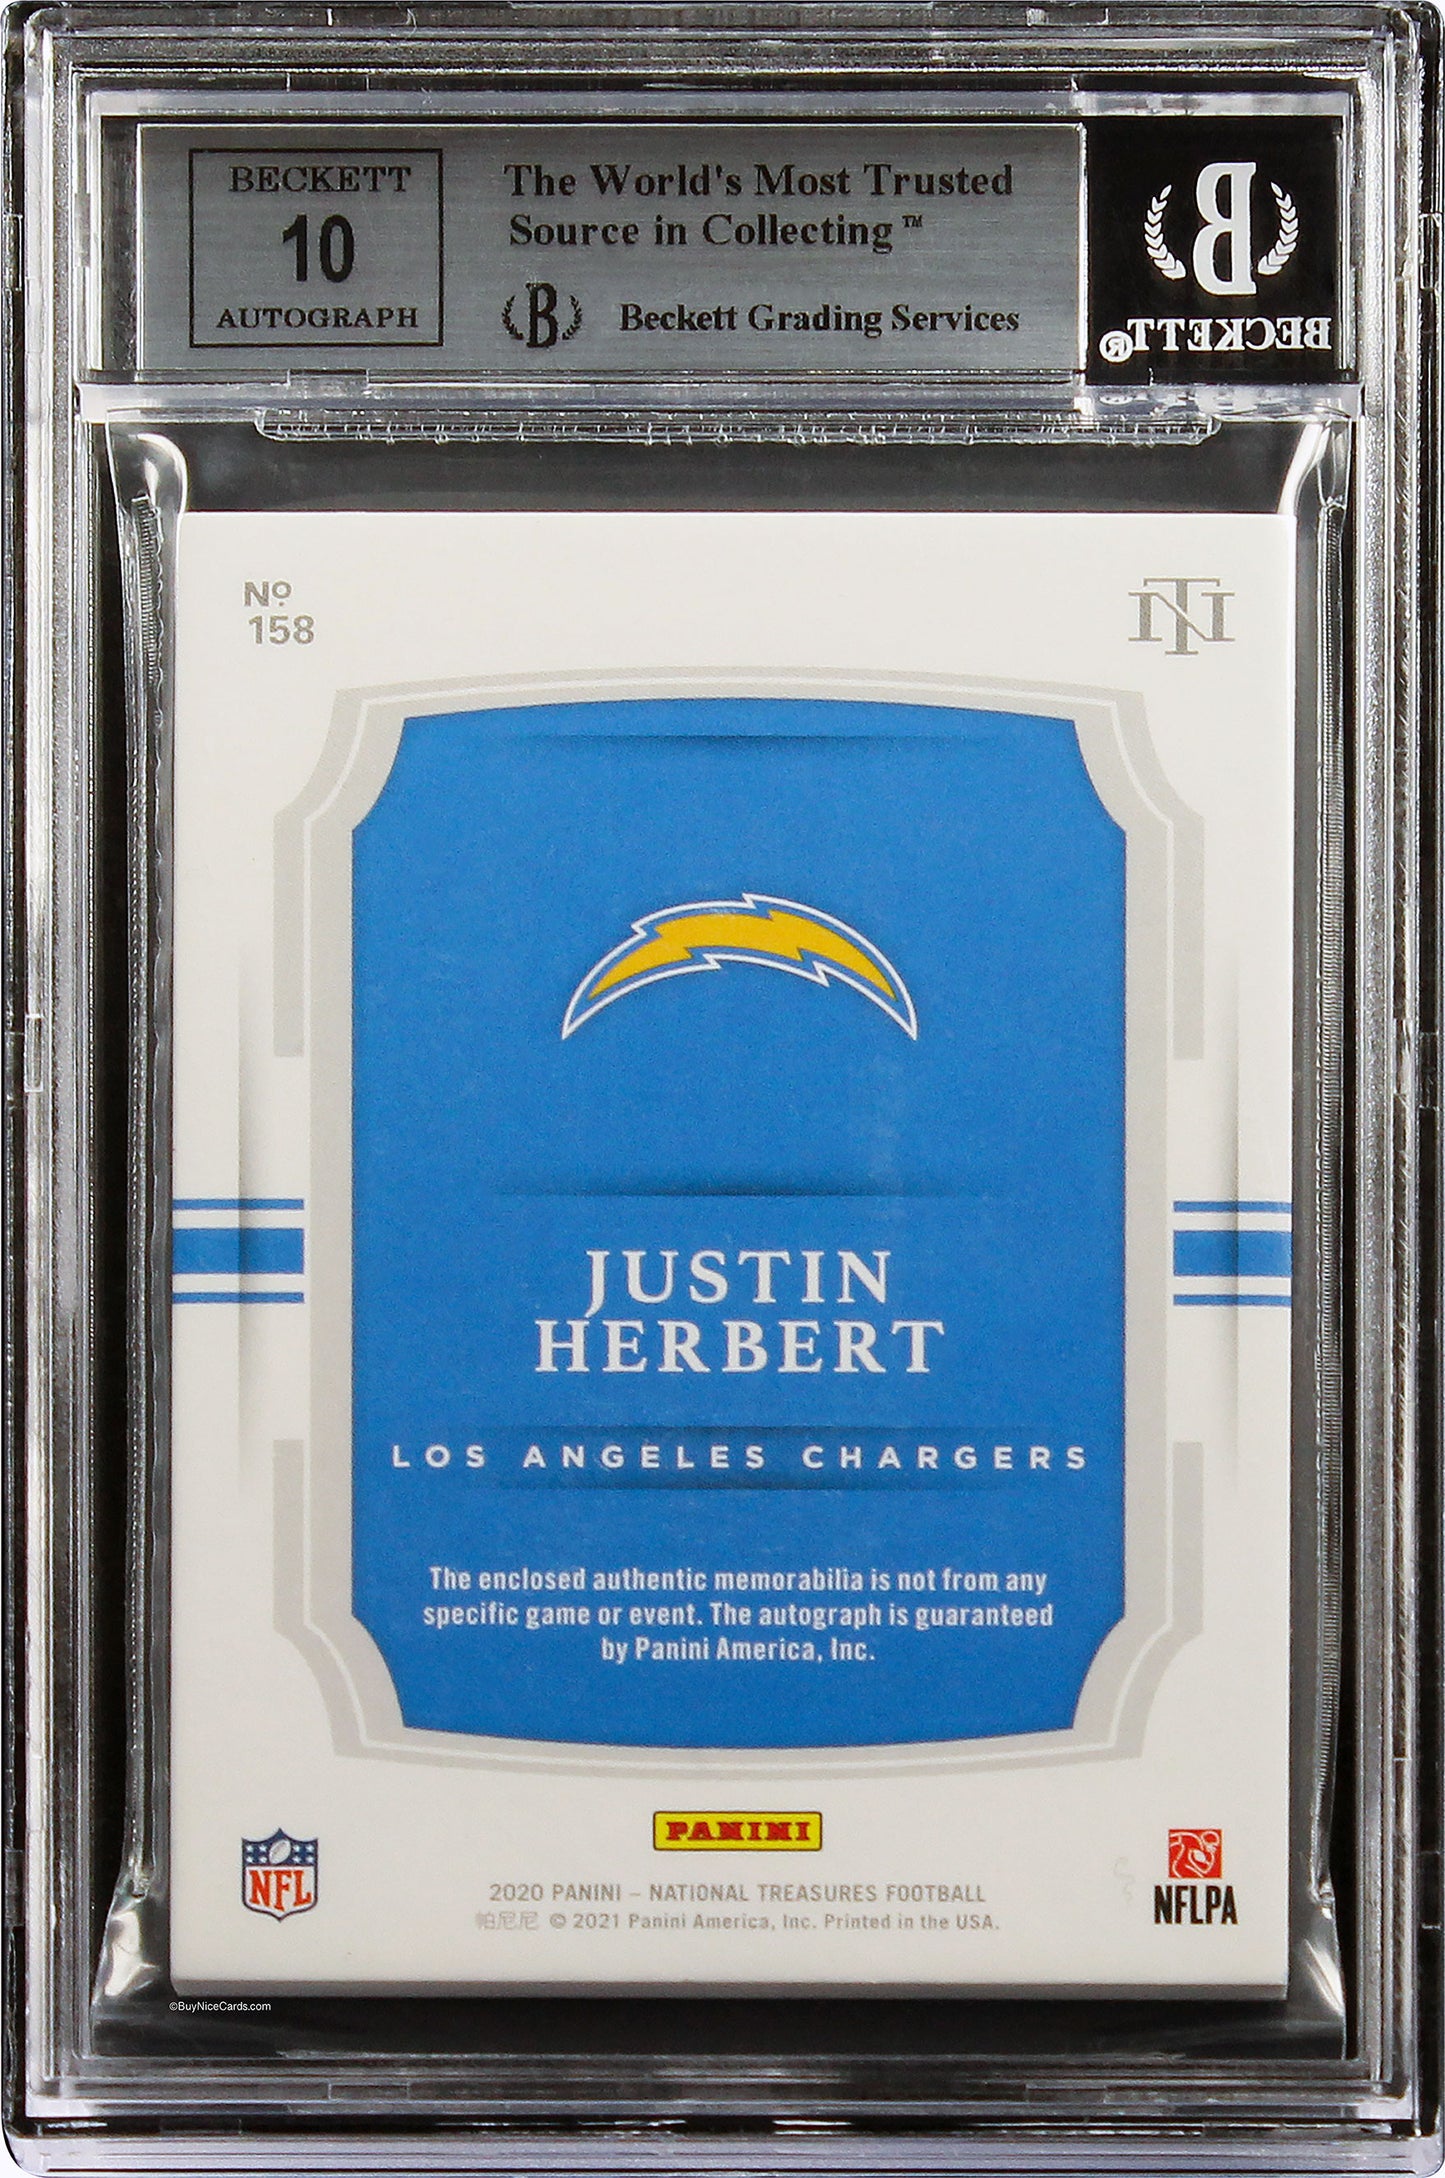 BECKETT
10
AUTOGRAPH
The World's Most Trusted
Source in Collecting™
B
Beckett Grading Services
B
BECKETT®
Nº
158
NT
JUSTIN
HERBERT
LOS ANGELES CHARGERS
The enclosed authentic memorabilia is not from any
specific game or event. The autograph is guaranteed
by Panini America, Inc.
NFL
PANINI
2020 PANINI – NATIONAL TREASURES FOOTBALL
帕尼尼 © 2021 Panini America, Inc. Printed in the USA.
NFLPA
©BuyNiceCards.com